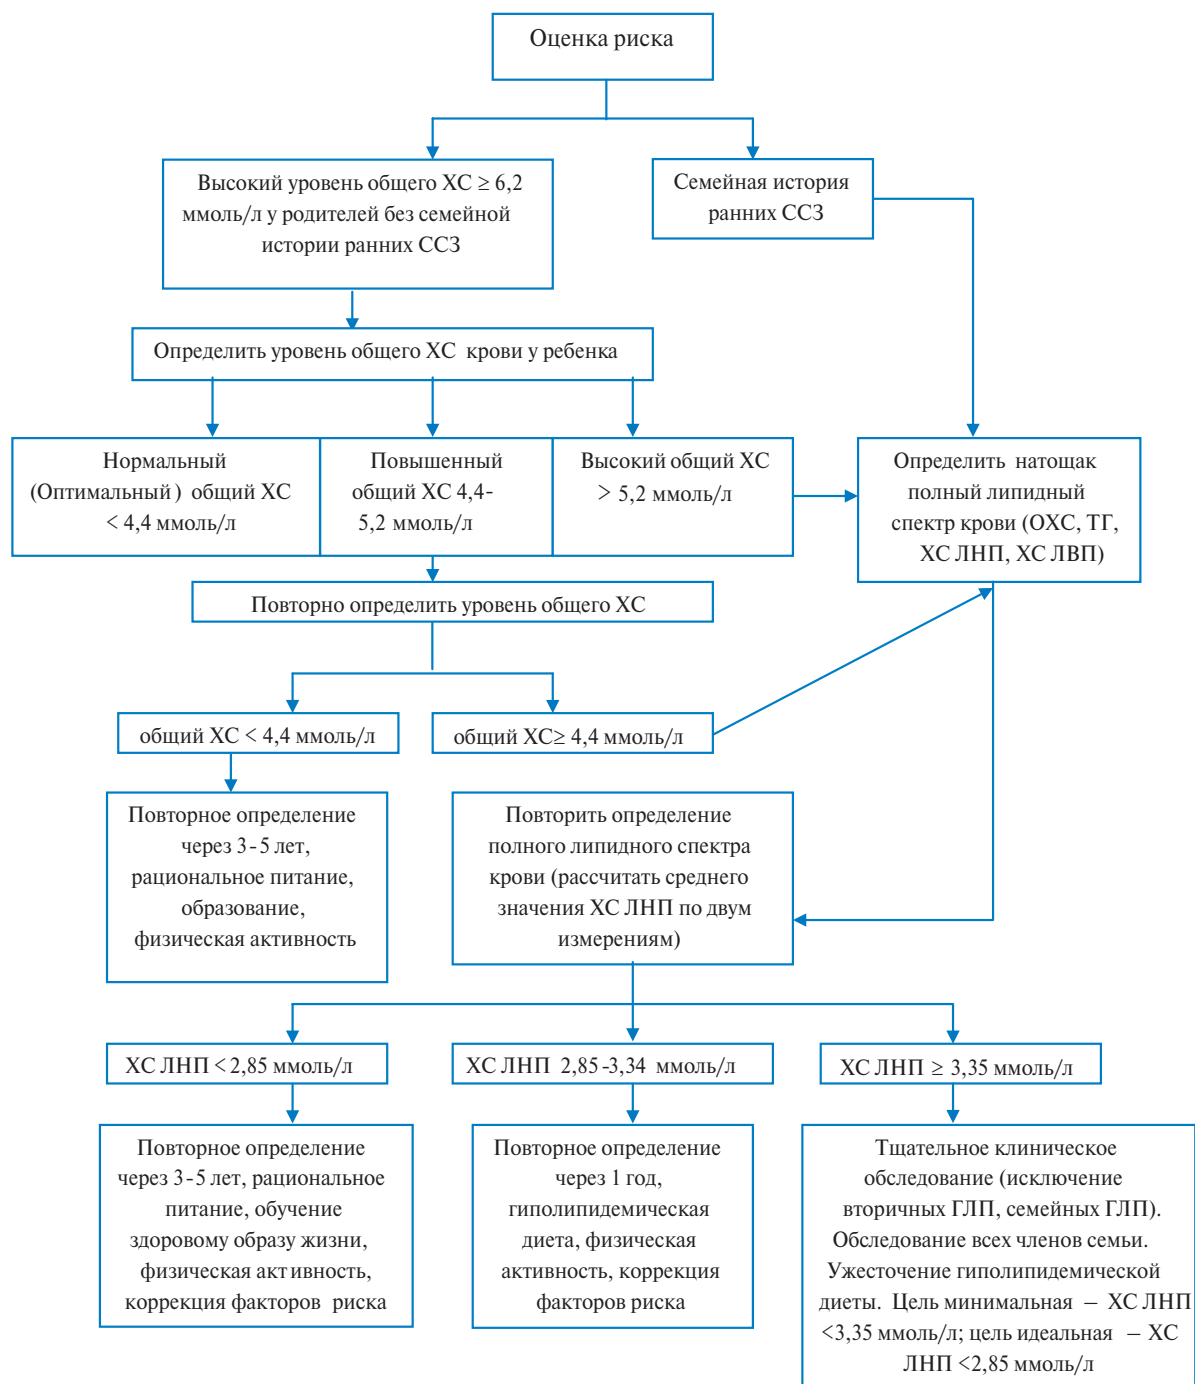 Оценка риска
Высокий уровень общего ХС ≥ 6,2
ммоль/л у родителей без семейной
истории ранних ССЗ
Семейная история
ранних ССЗ
Определить уровень общего ХС крови у ребенка
Нормальный
(Оптимальный) общий ХС
< 4,4 ммоль/л
Повышенный
общий ХС 4,4-
5,2 ммоль/л
Высокий общий ХС
> 5,2 ммоль/л
Определить натощак
полный липидный
спектр крови (ОХС, ТГ,
ХС ЛНП, ХС ЛВП)
Повторно определить уровень общего ХС
общий ХС < 4,4 ммоль/л
общий ХС≥ 4,4 ммоль/л
Повторное определение
через 3-5 лет,
рациональное питание,
образование,
физическая активность
Повторить определение
полного липидного спектра
крови (рассчитать среднего
значения ХС ЛНП по двум
измерениям)
ХС ЛНП <2,85 ммоль/л
ХС ЛНП 2,85-3,34 ммоль/л
ХС ЛНП ≥ 3,35 ммоль/л
Повторное определение
через 3-5 лет, рациональное
питание, обучение
здоровому образу жизни,
физическая активность,
коррекция факторов риска
Повторное определение
через 1 год,
гиполипидемическая
диета, физическая
активность, коррекция
факторов риска
Тщательное клиническое
обследование (исключение
вторичных ГЛП, семейных ГЛП).
Обследование всех членов семьи.
Ужесточение гиполипидемической
диеты. Цель минимальная – ХС ЛНП
<3,35 ммоль/л; цель идеальная – ХС
ЛНП <2,85 ммоль/л